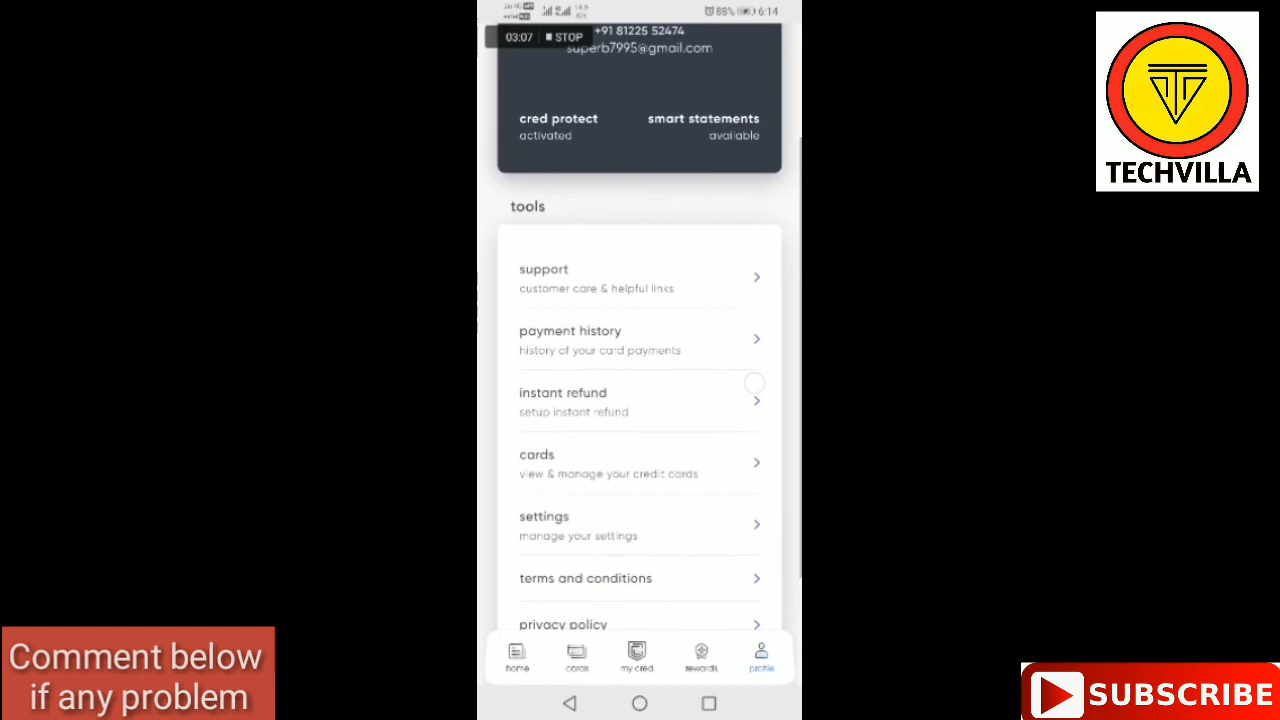 88% 6:14
03:07 STOP
+91 81225 52474
superb7995@gmail.com
cred protect
activated
smart statements
available
tools
support
customer care & helpful links
payment history
history of your card payments
instant refund
setup instant refund
cards
view & manage your credit cards
settings
manage your settings
terms and conditions
privacy policy
home cards my cred rewards profile
TECHVILLA
Comment below
if any problem
SUBSCRIBE